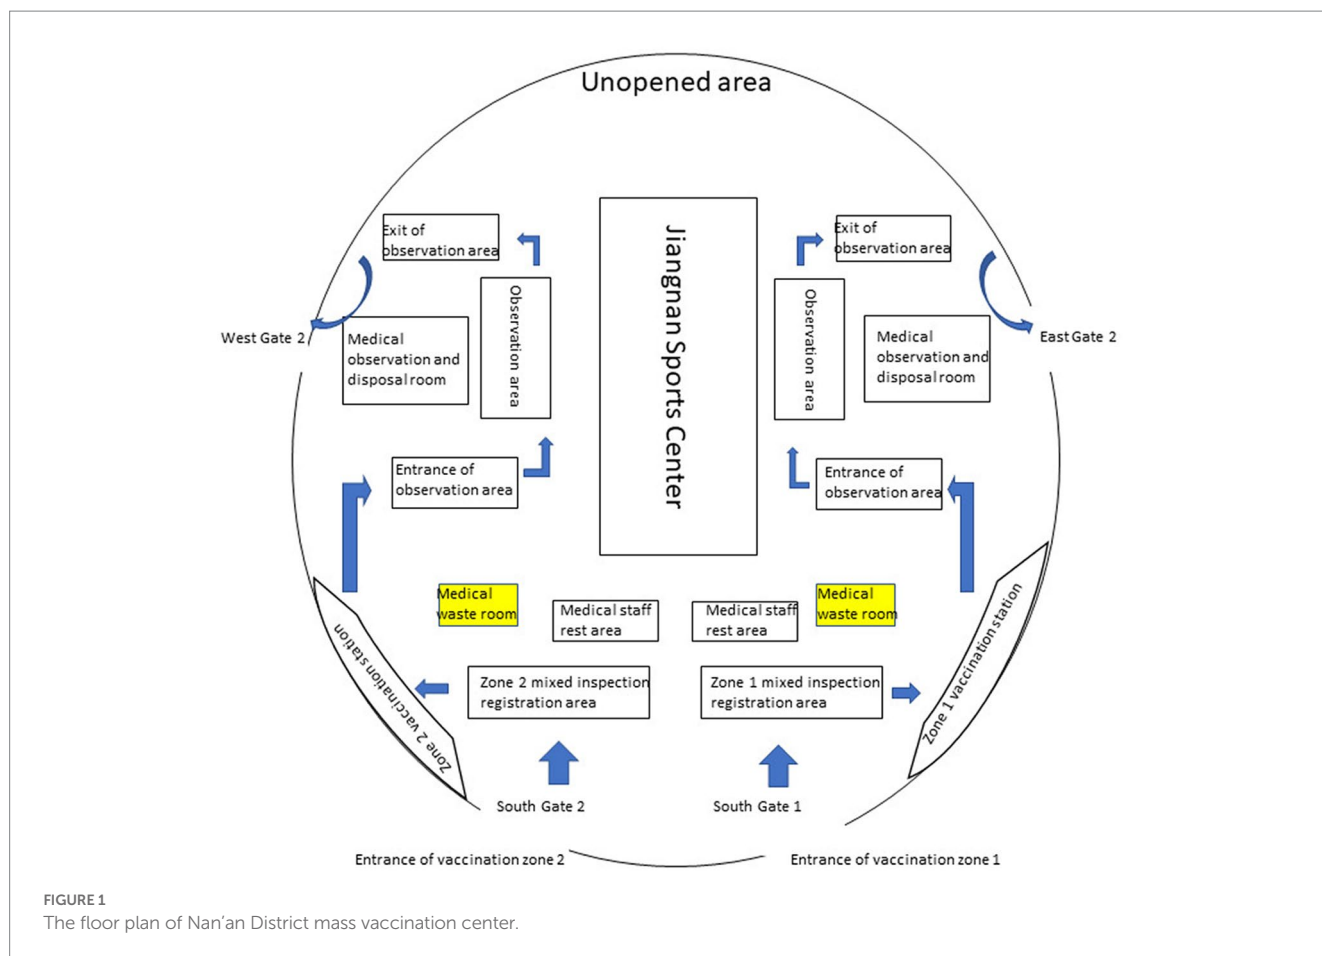 Unopened area
Jiangnan Sports Center
Exit of
observation area
Exit of
observation area
Observation area
Observation area
West Gate 2
Medical
observation and
disposal room
Medical
observation and
disposal room
East Gate 2
Entrance of
observation area
Entrance of
observation area
Medical
waste room
Medical staff
rest area
Medical staff
rest area
Medical
waste room
Zone 2 vaccination station
Zone 2 mixed inspection
registration area
Zone 1 mixed inspection
registration area
Zone 1 vaccination station
South Gate 2
South Gate 1
Entrance of vaccination zone 2
Entrance of vaccination zone 1
FIGURE 1
The floor plan of Nan’an District mass vaccination center.